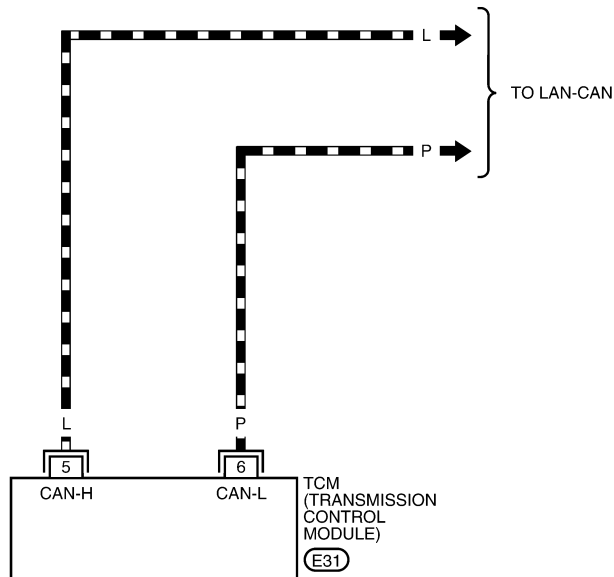 L
TO LAN-CAN
P
L
P
5
6
CAN-H
CAN-L
TCM
(TRANSMISSION
CONTROL
MODULE)
E31